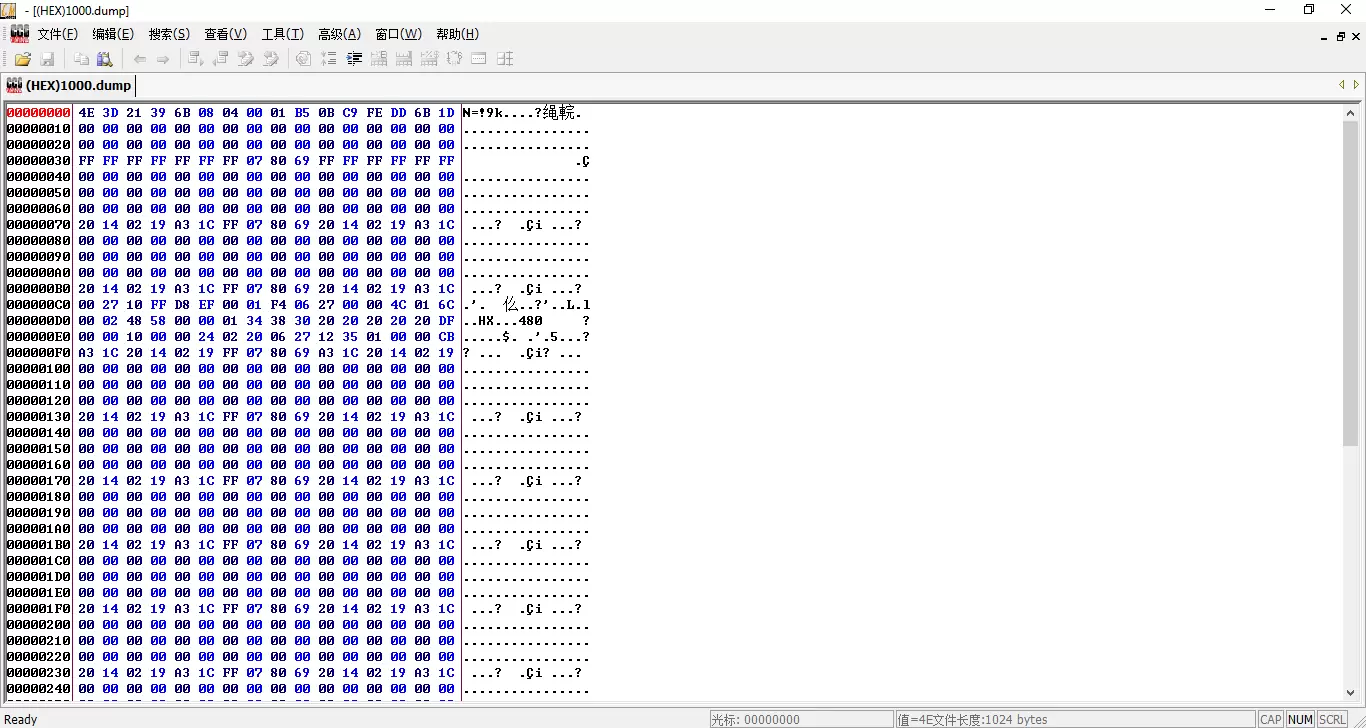 - [(HEX)1000.dump]
文件(F) 编辑(E) 搜索(S) 查看(V) 工具(T) 高级(A) 窗口(W) 帮助(H)
(HEX)1000.dump
00000000 4E 3D 21 39 6B 08 04 00 01 B5 0B C9 FE DD 6B 1D N=!9k....?绳輐.
00000010 00 00 00 00 00 00 00 00 00 00 00 00 00 00 00 00 ................
00000020 00 00 00 00 00 00 00 00 00 00 00 00 00 00 00 00 ................
00000030 FF FF FF FF FF FF FF 07 80 69 FF FF FF FF FF FF .Ç
00000040 00 00 00 00 00 00 00 00 00 00 00 00 00 00 00 00 ................
00000050 00 00 00 00 00 00 00 00 00 00 00 00 00 00 00 00 ................
00000060 00 00 00 00 00 00 00 00 00 00 00 00 00 00 00 00 ................
00000070 20 14 02 19 A3 1C FF 07 80 69 20 14 02 19 A3 1C ...? .Çi ...?
00000080 00 00 00 00 00 00 00 00 00 00 00 00 00 00 00 00 ................
00000090 00 00 00 00 00 00 00 00 00 00 00 00 00 00 00 00 ................
000000A0 00 00 00 00 00 00 00 00 00 00 00 00 00 00 00 00 ................
000000B0 20 14 02 19 A3 1C FF 07 80 69 20 14 02 19 A3 1C ...? .Çi ...?
000000C0 00 27 10 FF D8 EF 00 01 F4 06 27 00 00 4C 01 6C .'. 仫..?'..L.l
000000D0 00 02 48 58 00 00 01 34 38 30 20 20 20 20 20 DF ..HX...480 ?
000000E0 00 00 10 00 00 24 02 20 06 27 12 35 01 00 00 CB .....$. .'.5...?
000000F0 A3 1C 20 14 02 19 FF 07 80 69 A3 1C 20 14 02 19 ? ... .Çi? ...
00000100 00 00 00 00 00 00 00 00 00 00 00 00 00 00 00 00 ................
00000110 00 00 00 00 00 00 00 00 00 00 00 00 00 00 00 00 ................
00000120 00 00 00 00 00 00 00 00 00 00 00 00 00 00 00 00 ................
00000130 20 14 02 19 A3 1C FF 07 80 69 20 14 02 19 A3 1C ...? .Çi ...?
00000140 00 00 00 00 00 00 00 00 00 00 00 00 00 00 00 00 ................
00000150 00 00 00 00 00 00 00 00 00 00 00 00 00 00 00 00 ................
00000160 00 00 00 00 00 00 00 00 00 00 00 00 00 00 00 00 ................
00000170 20 14 02 19 A3 1C FF 07 80 69 20 14 02 19 A3 1C ...? .Çi ...?
00000180 00 00 00 00 00 00 00 00 00 00 00 00 00 00 00 00 ................
00000190 00 00 00 00 00 00 00 00 00 00 00 00 00 00 00 00 ................
000001A0 00 00 00 00 00 00 00 00 00 00 00 00 00 00 00 00 ................
000001B0 20 14 02 19 A3 1C FF 07 80 69 20 14 02 19 A3 1C ...? .Çi ...?
000001C0 00 00 00 00 00 00 00 00 00 00 00 00 00 00 00 00 ................
000001D0 00 00 00 00 00 00 00 00 00 00 00 00 00 00 00 00 ................
000001E0 00 00 00 00 00 00 00 00 00 00 00 00 00 00 00 00 ................
000001F0 20 14 02 19 A3 1C FF 07 80 69 20 14 02 19 A3 1C ...? .Çi ...?
00000200 00 00 00 00 00 00 00 00 00 00 00 00 00 00 00 00 ................
00000210 00 00 00 00 00 00 00 00 00 00 00 00 00 00 00 00 ................
00000220 00 00 00 00 00 00 00 00 00 00 00 00 00 00 00 00 ................
00000230 20 14 02 19 A3 1C FF 07 80 69 20 14 02 19 A3 1C ...? .Çi ...?
00000240 00 00 00 00 00 00 00 00 00 00 00 00 00 00 00 00 ................
Ready 光标: 00000000 值=4E文件长度:1024 bytes CAP NUM SCRL